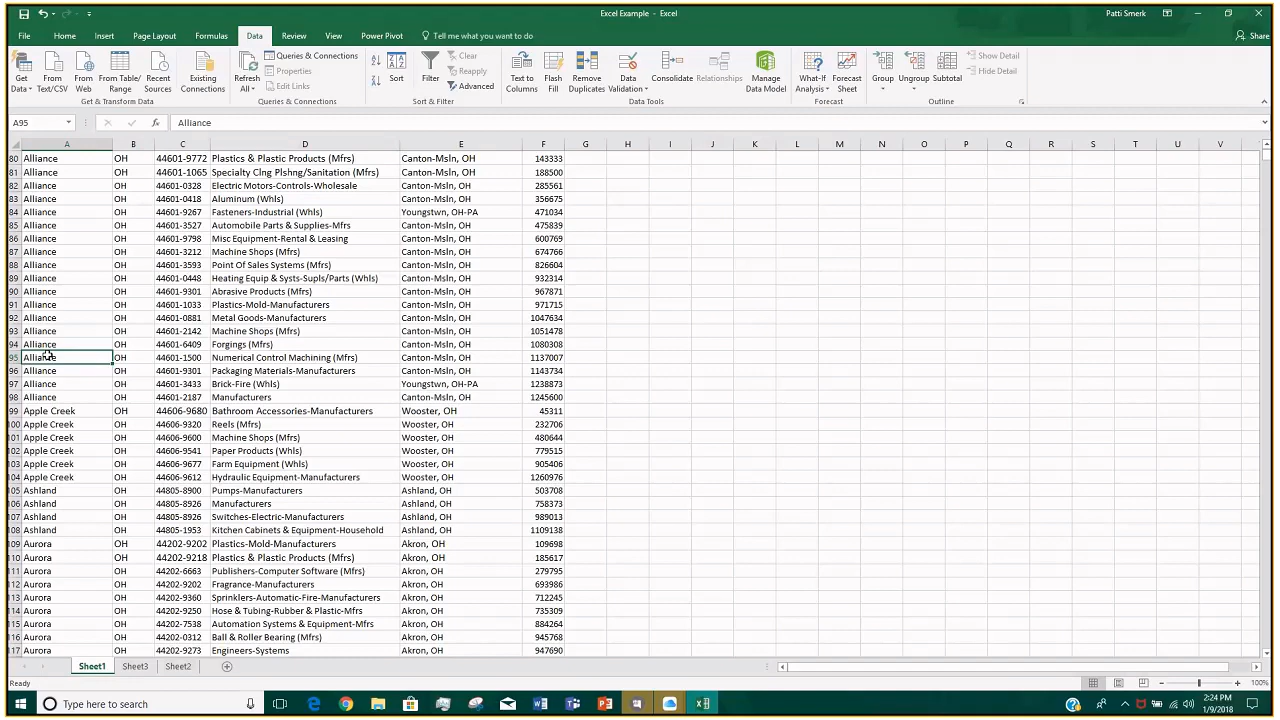 Excel Example - Excel
Patti Smerk
File Home Insert Page Layout Formulas Data Review View Power Pivot Tell me what you want to do Share
Get Data From Text/CSV From Web From Table/Range Recent Sources Existing Connections
Get & Transform Data
Refresh All Queries & Connections Properties Edit Links
Queries & Connections
Sort Filter Clear Reapply Advanced
Sort & Filter
Text to Columns Flash Fill Remove Duplicates Data Validation Consolidate Relationships Manage Data Model
Data Tools
What-If Analysis Forecast Sheet
Forecast
Group Ungroup Subtotal Show Detail Hide Detail
Outline
A95 fx Alliance
A B C D E F G H I J K L M N O P Q R S T U V
80 Alliance OH 44601-9772 Plastics & Plastic Products (Mfrs) Canton-Msln, OH 143333
81 Alliance OH 44601-1065 Specialty Clng Plshng/Sanitation (Mfrs) Canton-Msln, OH 188500
82 Alliance OH 44601-0328 Electric Motors-Controls-Wholesale Canton-Msln, OH 285561
83 Alliance OH 44601-0418 Aluminum (Whls) Canton-Msln, OH 356675
84 Alliance OH 44601-9267 Fasteners-Industrial (Whls) Youngstwn, OH-PA 471034
85 Alliance OH 44601-3527 Automobile Parts & Supplies-Mfrs Canton-Msln, OH 475839
86 Alliance OH 44601-9798 Misc Equipment-Rental & Leasing Canton-Msln, OH 600769
87 Alliance OH 44601-3212 Machine Shops (Mfrs) Canton-Msln, OH 674766
88 Alliance OH 44601-3593 Point Of Sales Systems (Mfrs) Canton-Msln, OH 826604
89 Alliance OH 44601-0448 Heating Equip & Systs-Supls/Parts (Whls) Canton-Msln, OH 932314
90 Alliance OH 44601-9301 Abrasive Products (Mfrs) Canton-Msln, OH 967871
91 Alliance OH 44601-1033 Plastics-Mold-Manufacturers Canton-Msln, OH 971715
92 Alliance OH 44601-0881 Metal Goods-Manufacturers Canton-Msln, OH 1047634
93 Alliance OH 44601-2142 Machine Shops (Mfrs) Canton-Msln, OH 1051478
94 Alliance OH 44601-6409 Forgings (Mfrs) Canton-Msln, OH 1080308
95 Alliance OH 44601-1500 Numerical Control Machining (Mfrs) Canton-Msln, OH 1137007
96 Alliance OH 44601-9301 Packaging Materials-Manufacturers Canton-Msln, OH 1143734
97 Alliance OH 44601-3433 Brick-Fire (Whls) Youngstwn, OH-PA 1238873
98 Alliance OH 44601-2187 Manufacturers Canton-Msln, OH 1245600
99 Apple Creek OH 44606-9680 Bathroom Accessories-Manufacturers Wooster, OH 45311
100 Apple Creek OH 44606-9320 Reels (Mfrs) Wooster, OH 232706
101 Apple Creek OH 44606-9600 Machine Shops (Mfrs) Wooster, OH 480644
102 Apple Creek OH 44606-9541 Paper Products (Whls) Wooster, OH 779515
103 Apple Creek OH 44606-9677 Farm Equipment (Whls) Wooster, OH 905406
104 Apple Creek OH 44606-9612 Hydraulic Equipment-Manufacturers Wooster, OH 1260976
105 Ashland OH 44805-8900 Pumps-Manufacturers Ashland, OH 503708
106 Ashland OH 44805-8926 Manufacturers Ashland, OH 758373
107 Ashland OH 44805-8926 Switches-Electric-Manufacturers Ashland, OH 989013
108 Ashland OH 44805-1953 Kitchen Cabinets & Equipment-Household Ashland, OH 1109138
109 Aurora OH 44202-9202 Plastics-Mold-Manufacturers Akron, OH 109698
110 Aurora OH 44202-9218 Plastics & Plastic Products (Mfrs) Akron, OH 185617
111 Aurora OH 44202-6663 Publishers-Computer Software (Mfrs) Akron, OH 279795
112 Aurora OH 44202-9202 Fragrance-Manufacturers Akron, OH 693986
113 Aurora OH 44202-9360 Sprinklers-Automatic-Fire-Manufacturers Akron, OH 712245
114 Aurora OH 44202-9250 Hose & Tubing-Rubber & Plastic-Mfrs Akron, OH 735309
115 Aurora OH 44202-7538 Automation Systems & Equipment-Mfrs Akron, OH 884264
116 Aurora OH 44202-0312 Ball & Roller Bearing (Mfrs) Akron, OH 945768
117 Aurora OH 44202-9273 Engineers-Systems Akron, OH 947690
Sheet1 Sheet3 Sheet2
Ready 100%
Type here to search
2:24 PM
1/9/2018